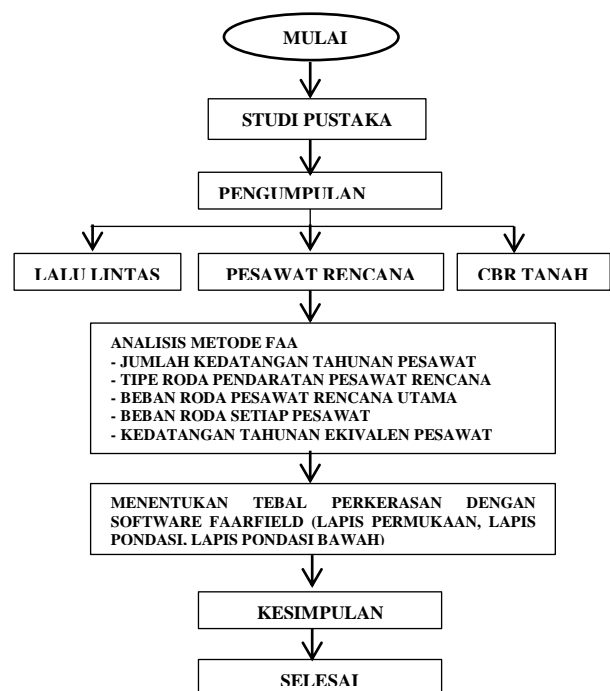 MULAI
STUDI PUSTAKA
PENGUMPULAN
LALU LINTAS
PESAWAT RENCANA
CBR TANAH
ANALISIS METODE FAA
- JUMLAH KEDATANGAN TAHUNAN PESAWAT
- TIPE RODA PENDARATAN PESAWAT RENCANA
- BEBAN RODA PESAWAT RENCANA UTAMA
- BEBAN RODA SETIAP PESAWAT
- KEDATANGAN TAHUNAN EKIVALEN PESAWAT
MENENTUKAN TEBAL PERKERASAN DENGAN
SOFTWARE FAARFIELD (LAPIS PERMUKAAN, LAPIS
PONDASI, LAPIS PONDASI BAWAH)
KESIMPULAN
SELESAI